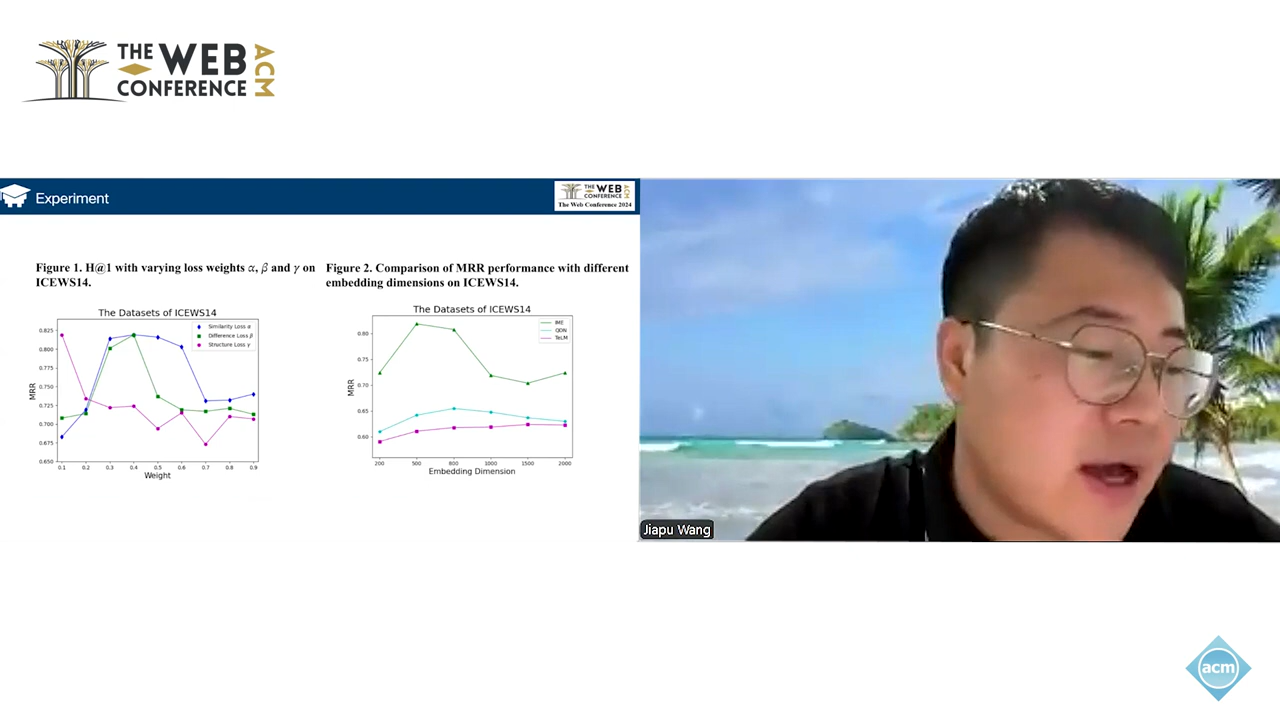 THE WEB
CONFERENCE
ACM
Experiment
THE WEB
CONFERENCE
ACM
The Web Conference 2024
Figure 1. H@1 with varying loss weights α, β and γ on
ICEWS14.
The Datasets of ICEWS14
Similarity Loss α
Difference Loss β
Structure Loss γ
MRR
0.825
0.800
0.775
0.750
0.725
0.700
0.675
0.650
0.1 0.2 0.3 0.4 0.5 0.6 0.7 0.8 0.9
Weight
Figure 2. Comparison of MRR performance with different
embedding dimensions on ICEWS14.
The Datasets of ICEWS14
IME
QDN
TeLM
MRR
0.80
0.75
0.70
0.65
0.60
200 500 800 1000 1500 2000
Embedding Dimension
Jiapu Wang
acm